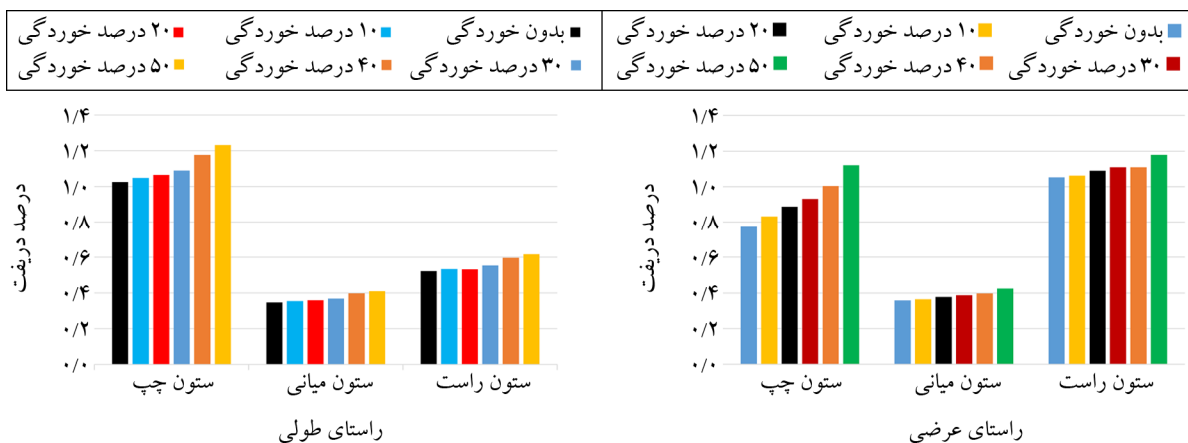 بدون خوردگی ۱۰ درصد خوردگی ۲۰ درصد خوردگی
۳۰ درصد خوردگی ۴۰ درصد خوردگی ۵۰ درصد خوردگی
بدون خوردگی ۱۰ درصد خوردگی ۲۰ درصد خوردگی
۳۰ درصد خوردگی ۴۰ درصد خوردگی ۵۰ درصد خوردگی
درصد دریفت
۱/۴
۱/۲
۱/۰
۰/۸
۰/۶
۰/۴
۰/۲
۰/۰
ستون چپ ستون میانی ستون راست
راستای عرضی
درصد دریفت
۱/۴
۱/۲
۱/۰
۰/۸
۰/۶
۰/۴
۰/۲
۰/۰
ستون چپ ستون میانی ستون راست
راستای طولی